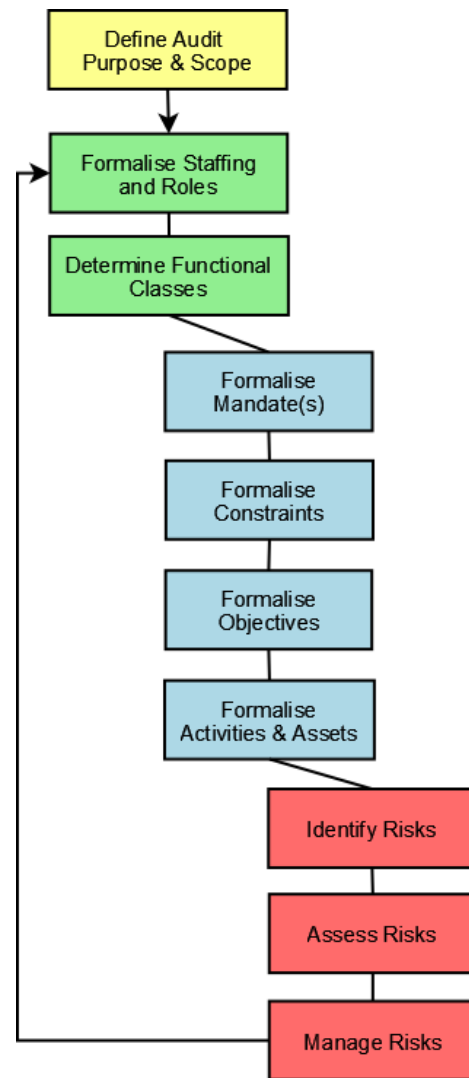 Define Audit
Purpose & Scope
Formalise Staffing
and Roles
Determine Functional
Classes
Formalise
Mandate(s)
Formalise
Constraints
Formalise
Objectives
Formalise
Activities & Assets
Identify Risks
Assess Risks
Manage Risks